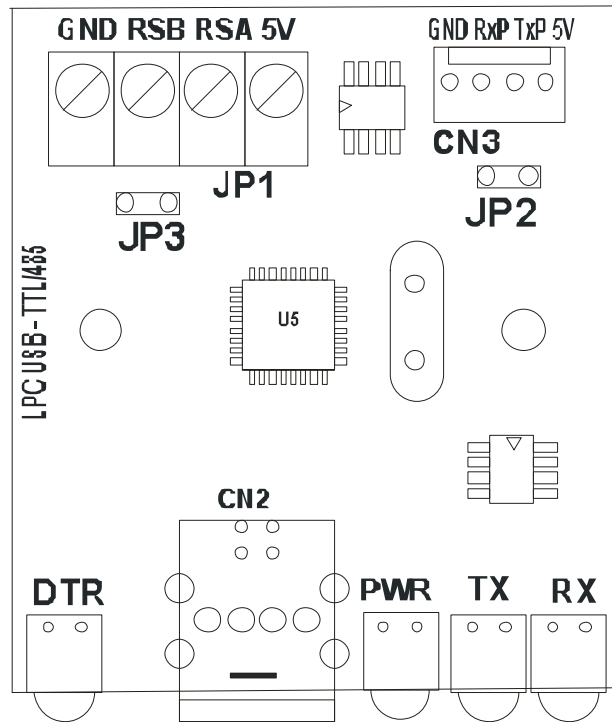 GND RSB RSA 5V
GND RxP TxP 5V
CN3
JP1
JP2
JP3
U5
LPC USB - TTL/485
CN2
DTR
PWR
TX
RX